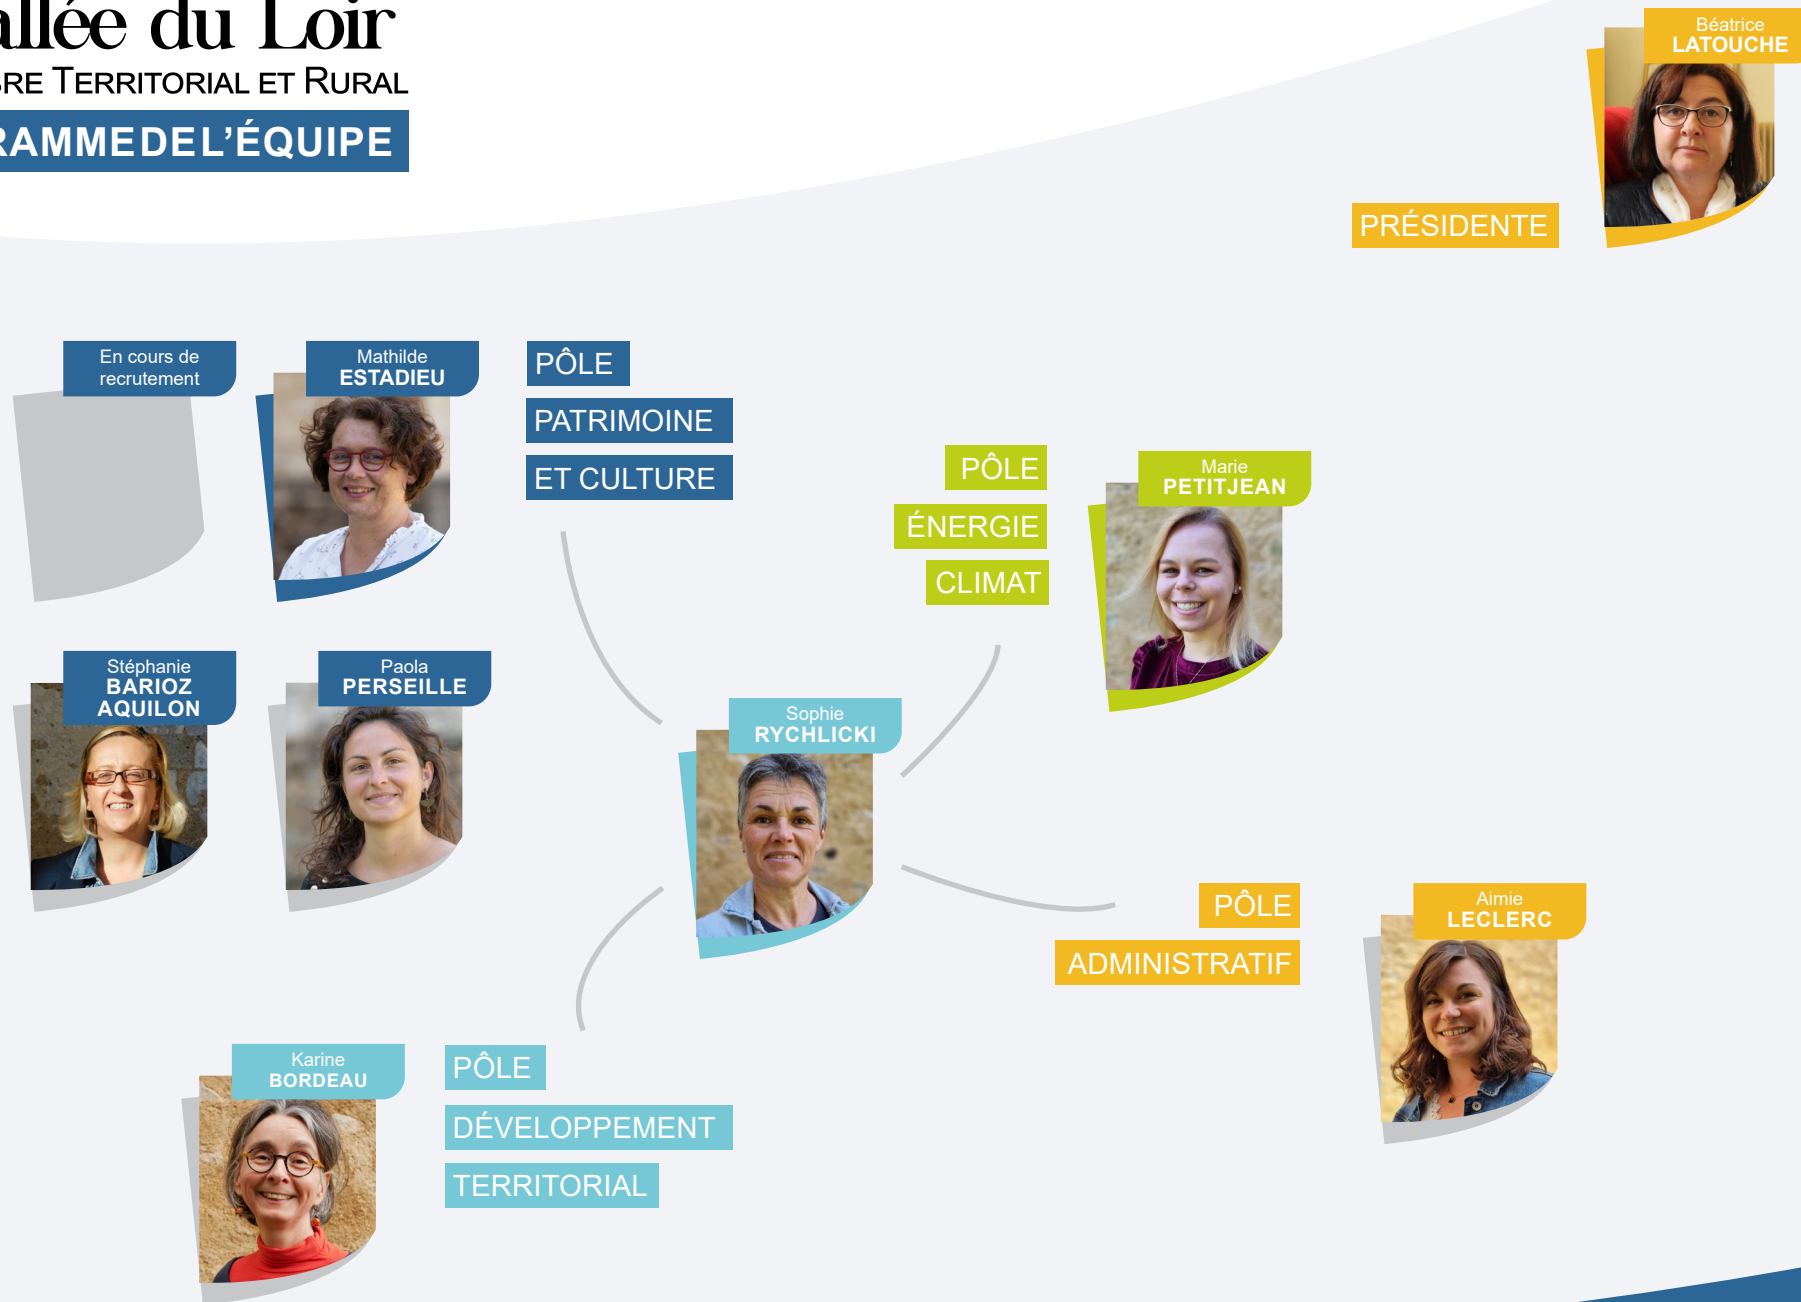 allée du Loir
BRE TERRITORIAL ET RURAL
RAMME DE L'ÉQUIPE
Béatrice
LATOUCHE
PRÉSIDENTE
En cours de
recrutement
Mathilde
ESTADIEU
PÔLE
PATRIMOINE
ET CULTURE
PÔLE
ÉNERGIE
CLIMAT
Marie
PETITJEAN
Stéphanie
BARIOZ
AQUILON
Paola
PERSEILLE
Sophie
RYCHLICKI
PÔLE
ADMINISTRATIF
Aimie
LECLERC
Karine
BORDEAU
PÔLE
DÉVELOPPEMENT
TERRITORIAL